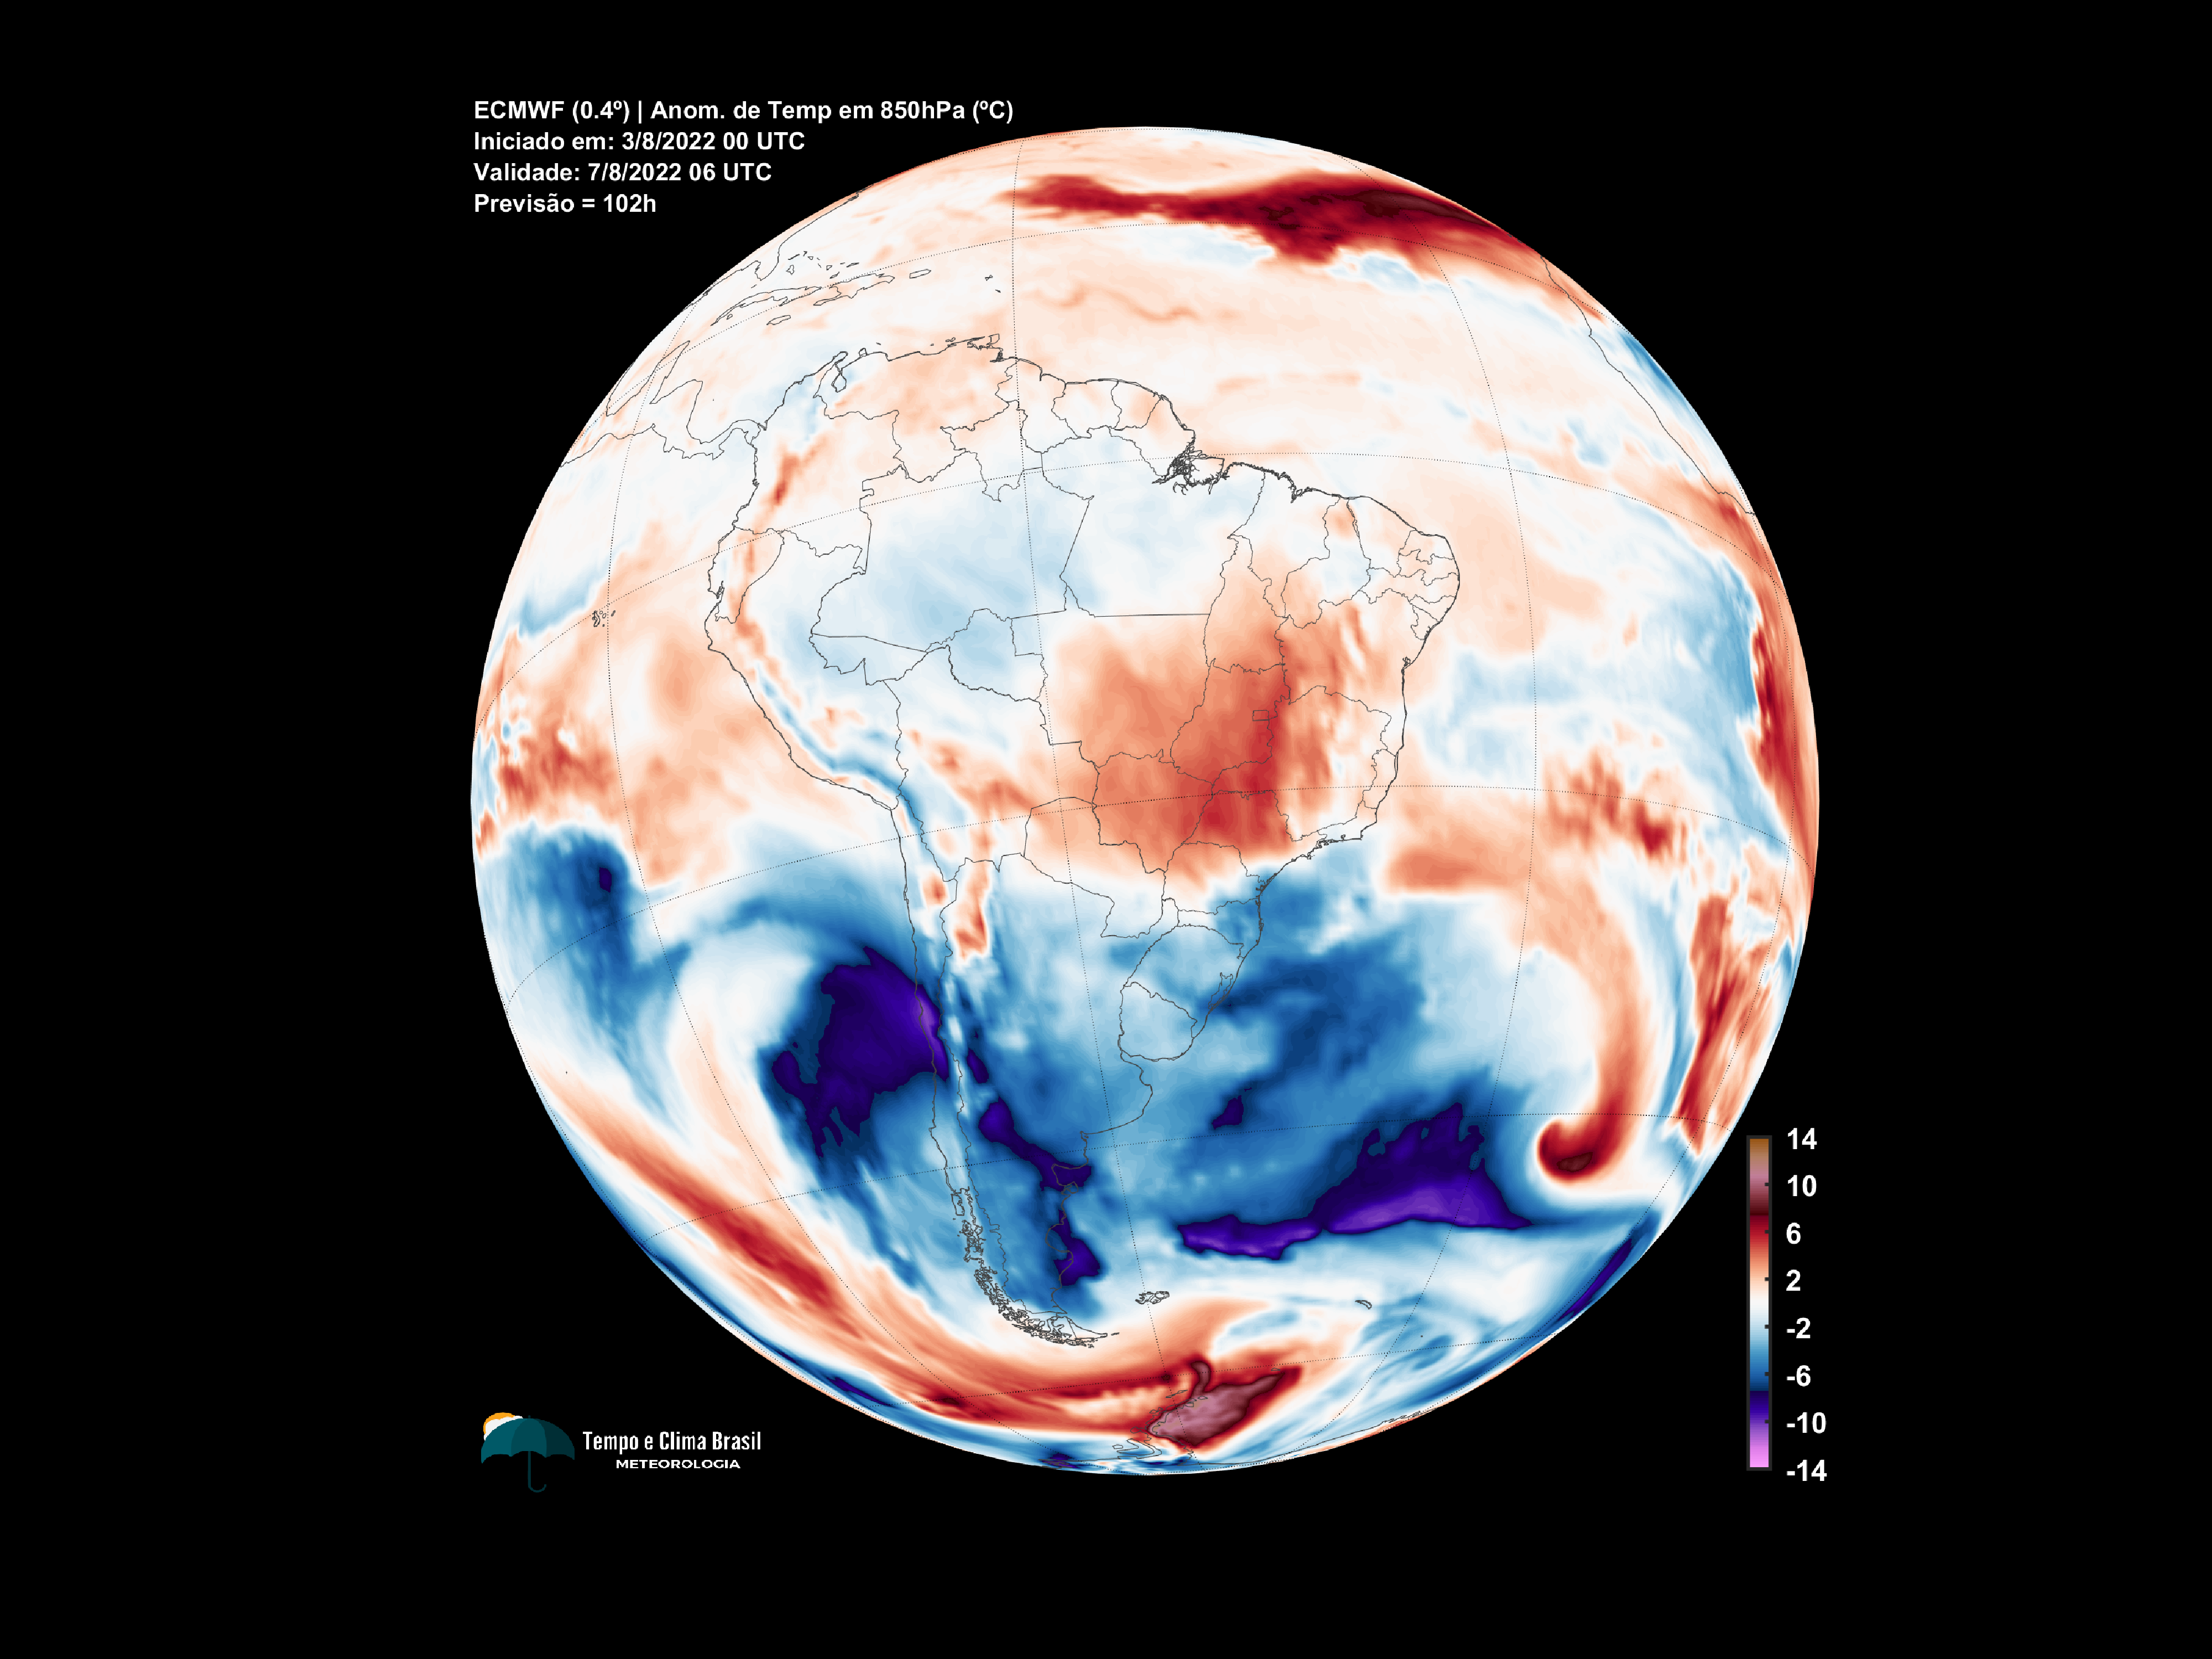 ECMWF (0.4º) | Anom. de Temp em 850hPa (ºC)
Iniciado em: 3/8/2022 00 UTC
Validade: 7/8/2022 06 UTC
Previsão = 102h
14
10
6
2
-2
-6
-10
-14
Tempo e Clima Brasil
METEOROLOGIA